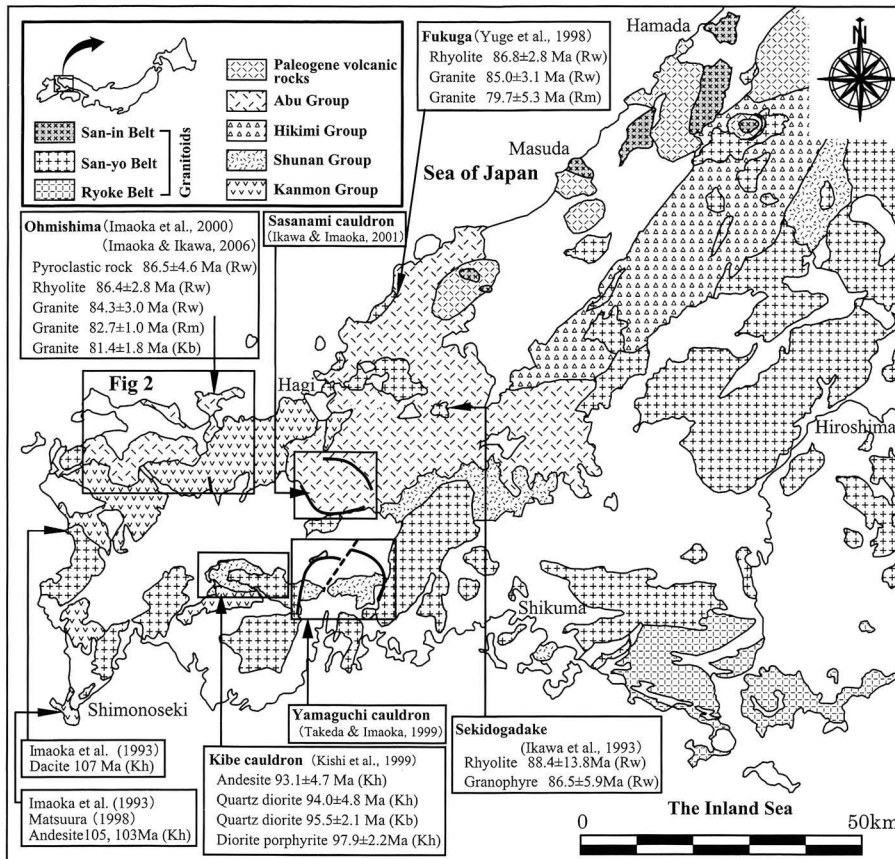 Hamada
N
Fukuga (Yuge et al., 1998)
Rhyolite 86.8±2.8 Ma (Rw)
Granite 85.0±3.1 Ma (Rw)
Granite 79.7±5.3 Ma (Rm)
San-in Belt
San-yo Belt
Ryoke Belt
Granitoids
Paleogene volcanic
rocks
Abu Group
Hikimi Group
Shunan Group
Kanmon Group
Masuda
Sea of Japan
Ohmishima (Imaoka et al., 2000)
(Imaoka & Ikawa, 2006)
Pyroclastic rock 86.5±4.6 Ma (Rw)
Rhyolite 86.4±2.8 Ma (Rw)
Granite 84.3±3.0 Ma (Rw)
Granite 82.7±1.0 Ma (Rm)
Granite 81.4±1.8 Ma (Kb)
Sasanami cauldron
(Ikawa & Imaoka, 2001)
Fig 2
Hagi
Hiroshima
Shikuma
Shimonoseki
Imaoka et al. (1993)
Dacite 107 Ma (Kh)
Imaoka et al. (1993)
Matsuura (1998)
Andesite105, 103Ma (Kh)
Kibe cauldron (Kishi et al., 1999)
Andesite 93.1±4.7 Ma (Kh)
Quartz diorite 94.0±4.8 Ma (Kh)
Quartz diorite 95.5±2.1 Ma (Kb)
Diorite porphyrite 97.9±2.2Ma (Kh)
Yamaguchi cauldron
(Takeda & Imaoka, 1999)
Sekidogadake
(Ikawa et al., 1993)
Rhyolite 88.4±13.8Ma (Rw)
Granophyre 86.5±5.9Ma (Rw)
The Inland Sea
0 50km